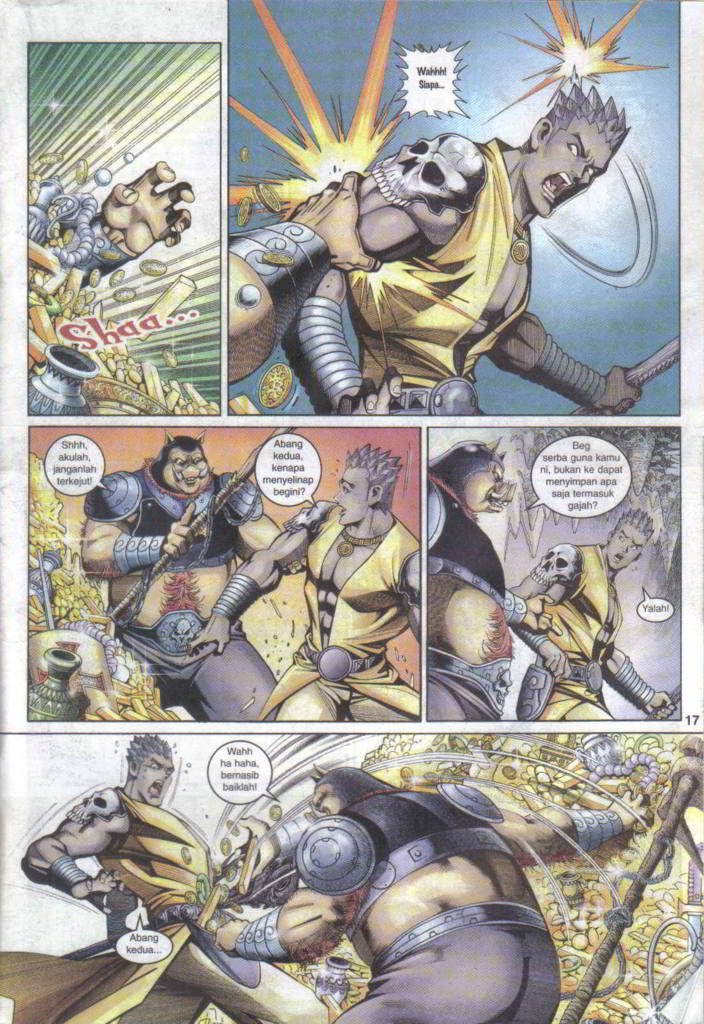 Shaa...
Wahhh!
Siapa...
Shhh,
akulah,
janganlah
terkejut!
Abang
kedua,
kenapa
menyelinap
begini?
Beg
serba guna kamu
ni, bukan ke dapat
menyimpan apa
saja termasuk
gajah?
Yalah!
17
Wahh
ha haha,
bernasib
baiklah!
Abang
kedua...